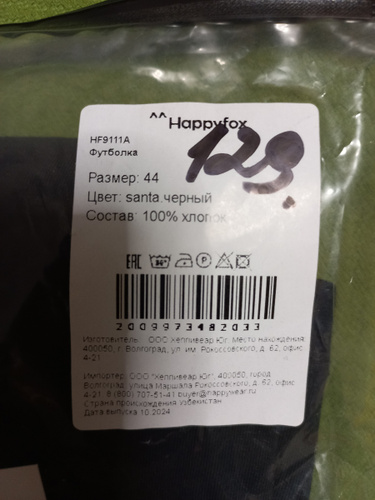 ^^ Happyfox
HF9111A
Футболка
129
Размер: 44
Цвет: santa.черный
Состав: 100% хлопок
EAC
2009973482033
Изготовитель: ООО Хеппивеар Юг. Место нахождения:
400050, г. Волгоград, ул. им. Рокоссовского, д. 62, офис
4-21
Импортер: ООО "Хеппивеар Юг", 400050, город
Волгоград, улица Маршала Рокоссовского, д. 62, офис
4-21, 8 (800) 707-51-41 buyer@happywear.ru
Страна происхождения Узбекистан
Дата выпуска 10.2024